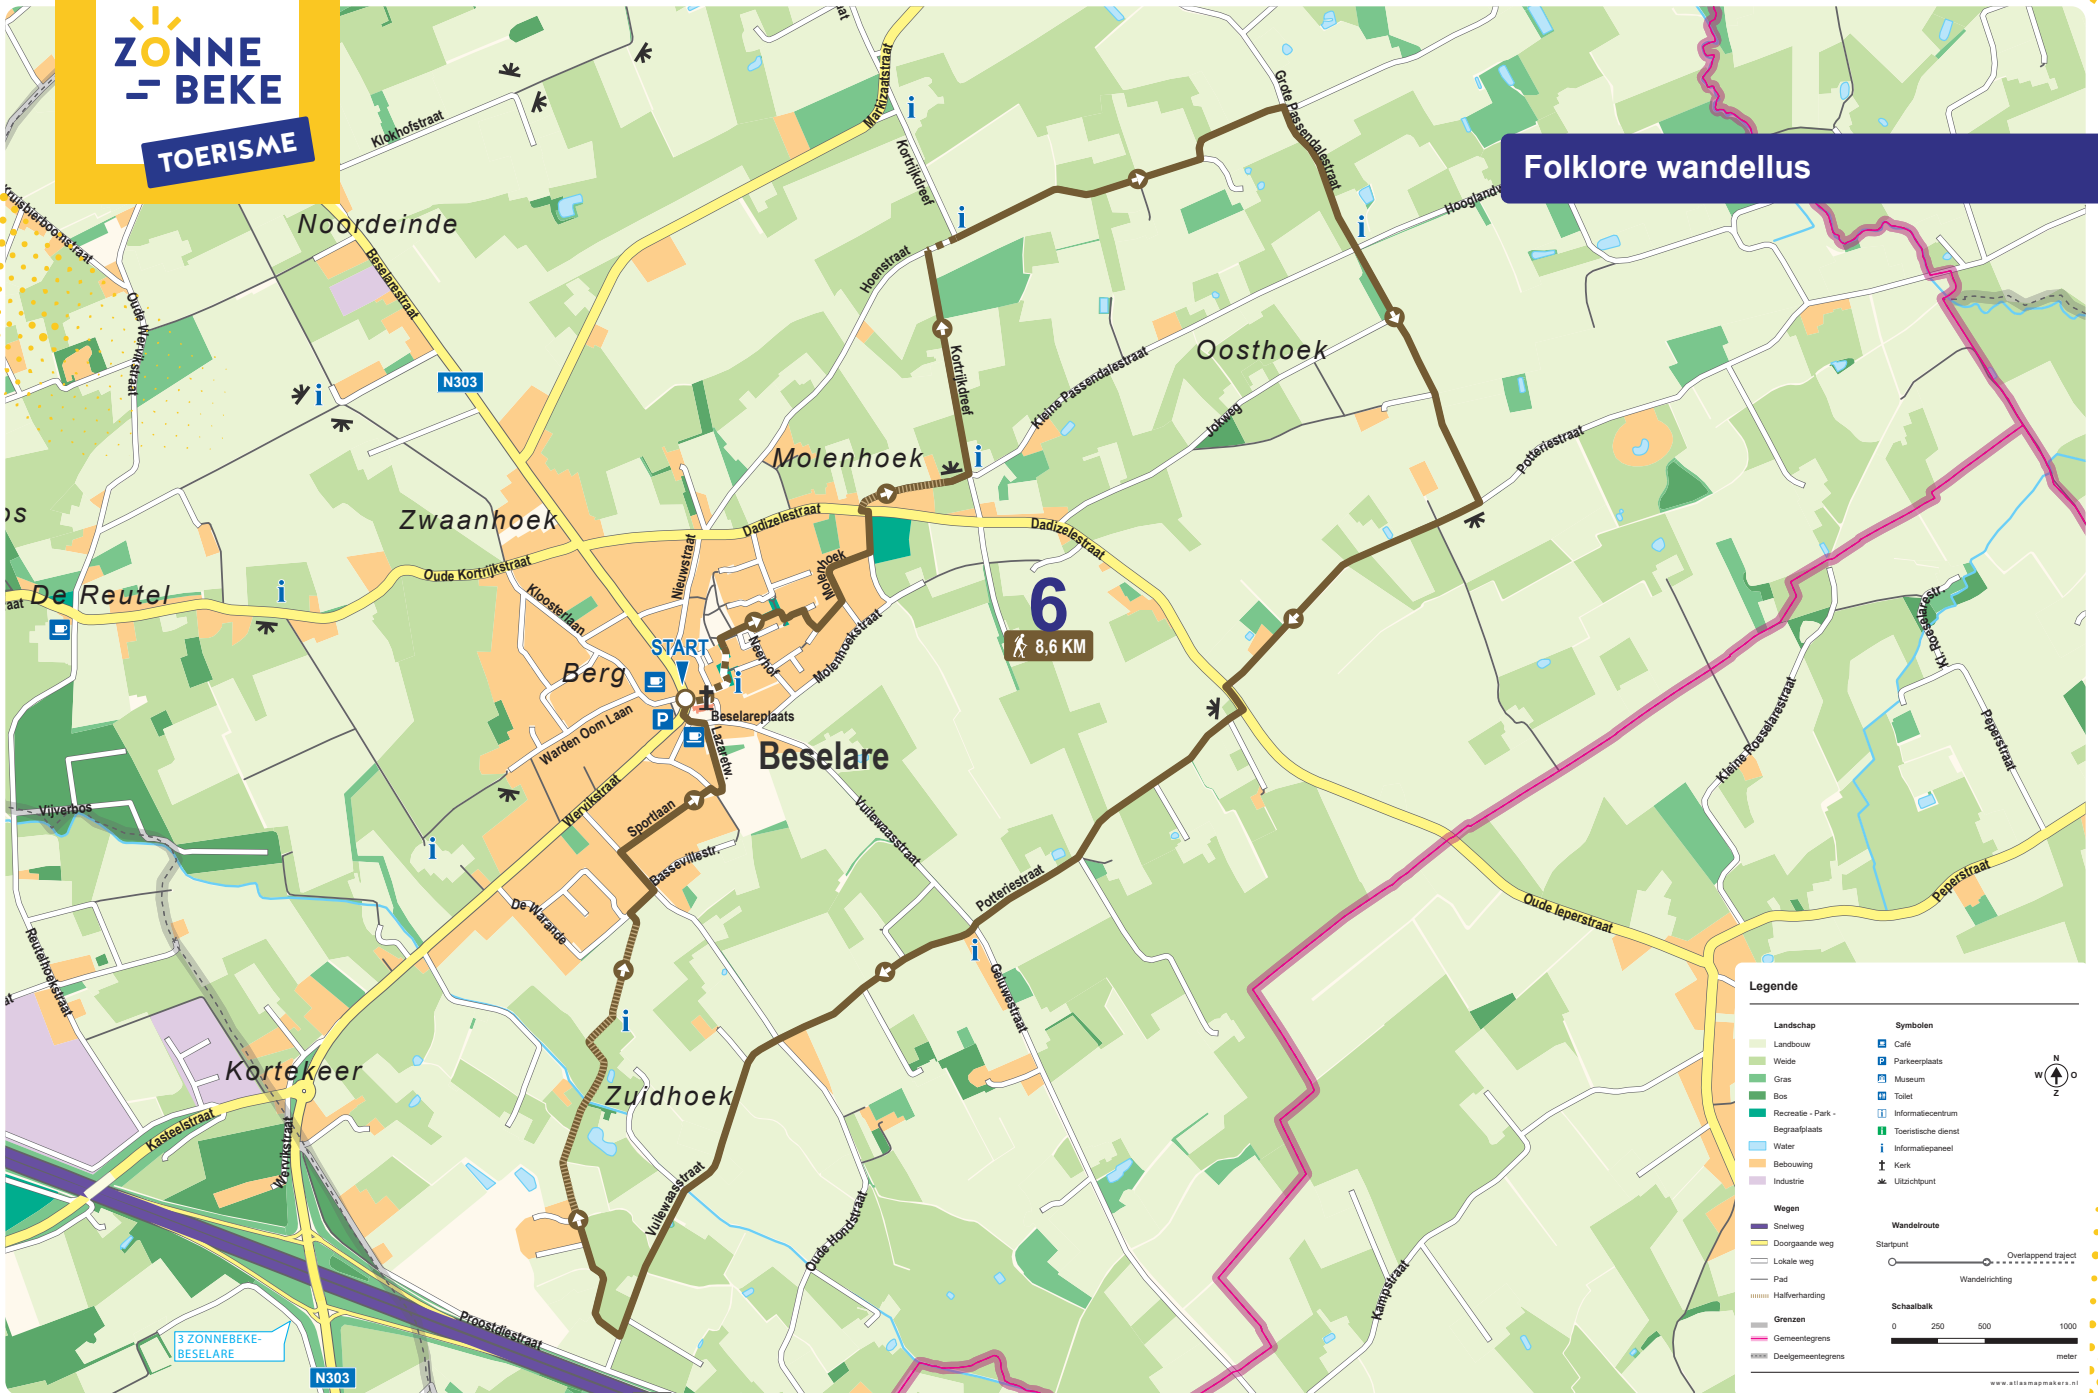 ZONNE
BEKE
TOERISME
Folklore wandellus
Klokhofstraat
Markizaatstraat
Kortrijkdreef
Grote Passendalestraat
Kruisbierboomstraat
Noordeinde
Beselarestraat
Oude Wervikstraat
Hoenstraat
N303
Kortrijkdreef
Kleine Passendalestraat
Oosthoek
Jokweg
Potteriestraat
Molenhoek
Zwaanhoek
Dadizelestraat
Dadizelestraat
Oude Kortrijkstraat
De Reutel
Nieuwstraat
Molenhoek
Kloosterlaan
START
Berg
Neerhof
Molenhoekstraat
6
8,6 KM
P
Beselareplaats
Warden Oom Laan
Lazaretw.
Beselare
Kl. Roeselarestr.
Kleine Roeselarestraat
Peperstraat
Vijverbos
Wervikstraat
Sportlaan
Bassevillestr.
Vuilewaasstraat
Potteriestraat
De Warande
Oude Ieperstraat
Peperstraat
Reutelhoekstraat
Geluwestraat
Kortekeer
Zuidhoek
Kasteelstraat
Wervikstraat
Vuilewaasstraat
Oude Hondstraat
Kampstraat
Proostdiestraat
3 ZONNEBEKE-
BESELARE
N303
Legende
Landschap
Landbouw
Weide
Gras
Bos
Recreatie - Park -
Begraafplaats
Water
Bebouwing
Industrie
Symbolen
Café
Parkeerplaats
Museum
Toilet
Informatiecentrum
Toeristische dienst
Informatiepaneel
Kerk
Uitzichtpunt
N
W O
Z
Wegen
Snelweg
Doorgaande weg
Lokale weg
Pad
Halfverharding
Grenzen
Gemeentegrens
Deelgemeentegrens
Wandelroute
Startpunt
Overlappend traject
Wandelrichting
Schaalbalk
0 250 500 1000
meter
www.atlasmapmakers.nl